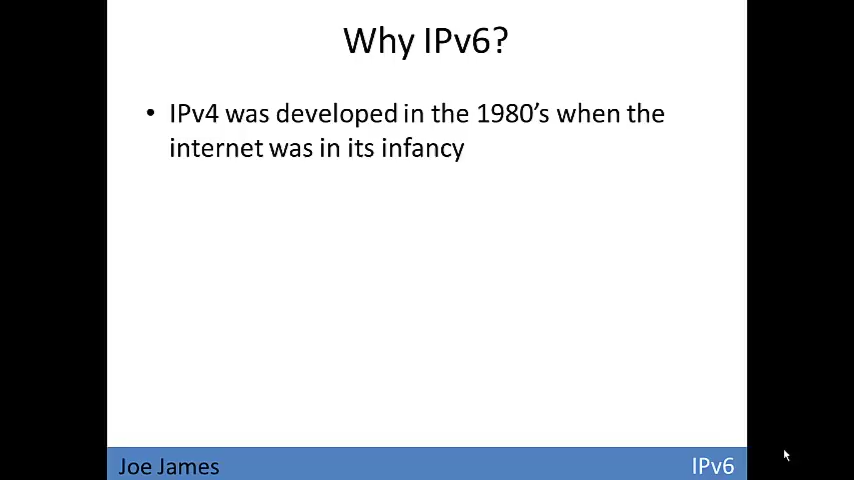 Why IPv6?
• IPv4 was developed in the 1980’s when the
internet was in its infancy
Joe James
IPv6